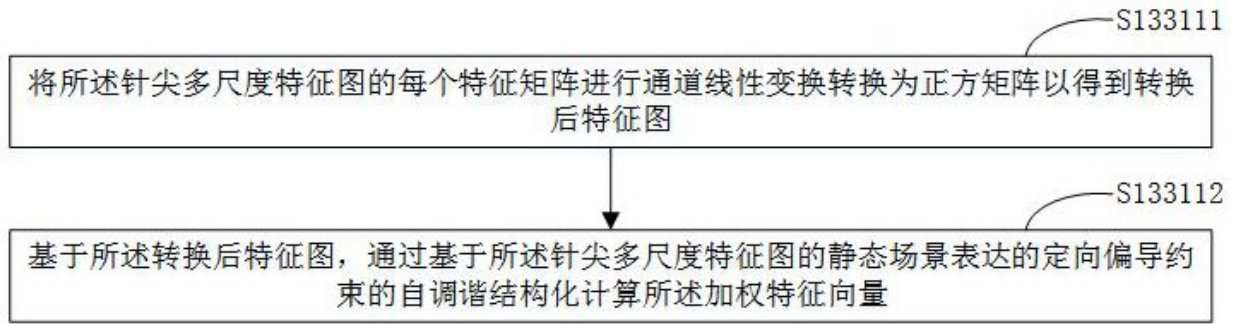 S133111
将所述针尖多尺度特征图的每个特征矩阵进行通道线性变换转换为正方矩阵以得到转换
后特征图
S133112
基于所述转换后特征图，通过基于所述针尖多尺度特征图的静态场景表达的定向偏导约
束的自调谐结构化计算所述加权特征向量